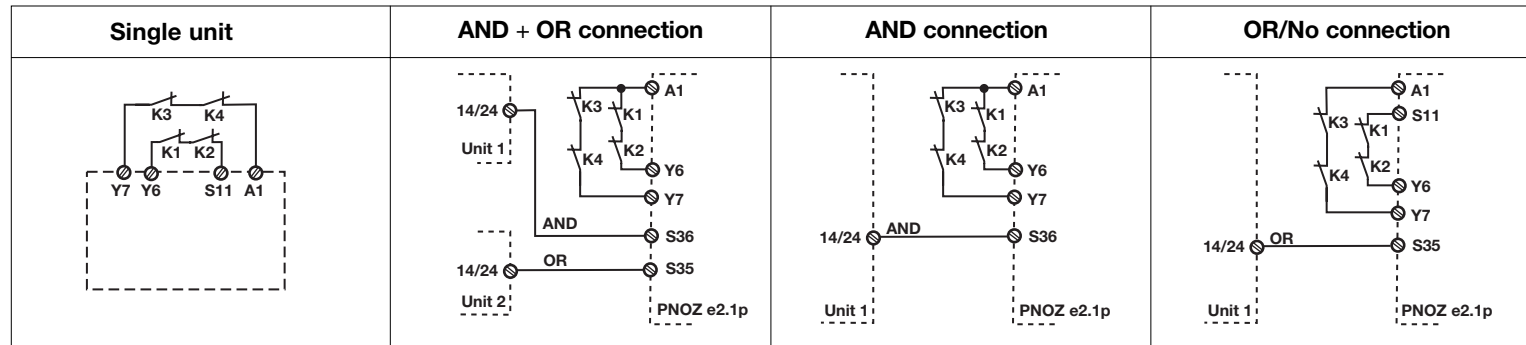 Single unit
AND + OR connection
AND connection
OR/No connection
K3 K4
K1 K2
Y7 Y6 S11 A1
A1
14/24
K3 K1
Unit 1
K4 K2
Y6
Y7
AND
S36
14/24
OR
S35
Unit 2
PNOZ e2.1p
A1
K3 K1
K4 K2
Y6
Y7
14/24
AND
S36
Unit 1
PNOZ e2.1p
A1
S11
K3 K1
K4 K2
Y6
Y7
14/24
OR
S35
Unit 1
PNOZ e2.1p